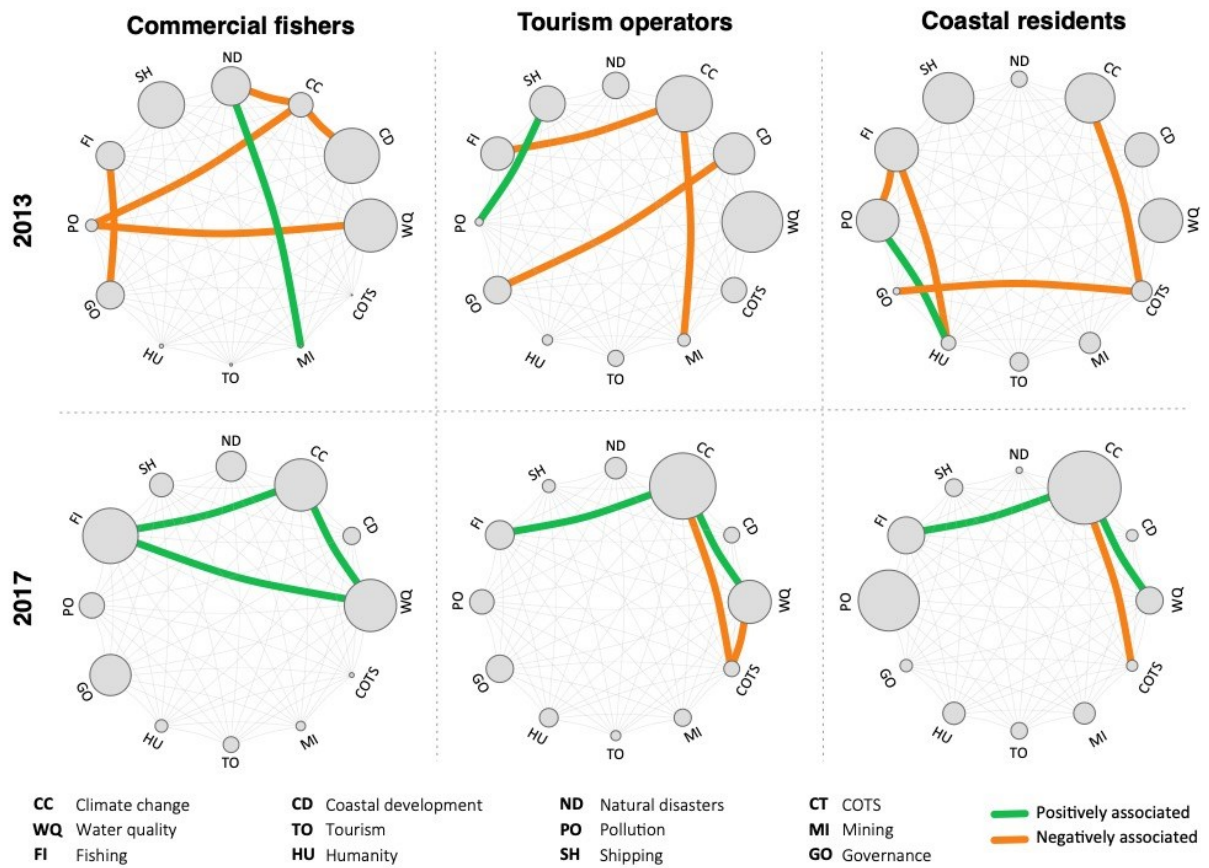 Commercial fishers
Tourism operators
Coastal residents
2013
ND
CC
CD
WQ
COTS
MI
TO
HU
GO
PO
FI
SH
ND
CC
CD
WQ
COTS
MI
TO
HU
GO
PO
FI
SH
ND
CC
CD
WQ
COTS
MI
TO
HU
GO
PO
FI
SH
2017
ND
CC
CD
WQ
COTS
MI
TO
HU
GO
PO
FI
SH
ND
CC
CD
WQ
COTS
MI
TO
HU
GO
PO
FI
SH
ND
CC
CD
WQ
COTS
MI
TO
HU
GO
PO
FI
SH
CC Climate change
WQ Water quality
FI Fishing
CD Coastal development
TO Tourism
HU Humanity
ND Natural disasters
PO Pollution
SH Shipping
CT COTS
MI Mining
GO Governance
Positively associated
Negatively associated